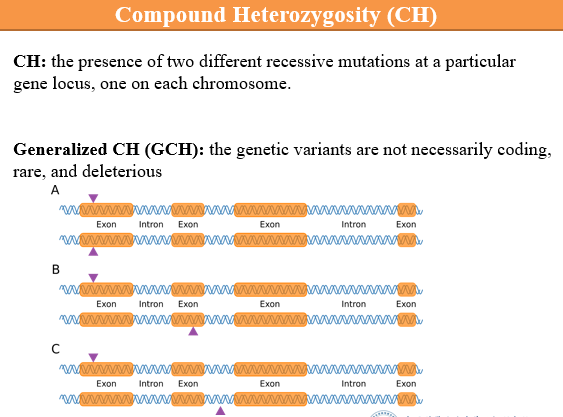 Compound Heterozygosity (CH)
CH: the presence of two different recessive mutations at a particular
gene locus, one on each chromosome.
Generalized CH (GCH): the genetic variants are not necessarily coding,
rare, and deleterious
A
Exon Intron Exon Exon Intron Exon
B
Exon Intron Exon Exon Intron Exon
C
Exon Intron Exon Exon Intron Exon